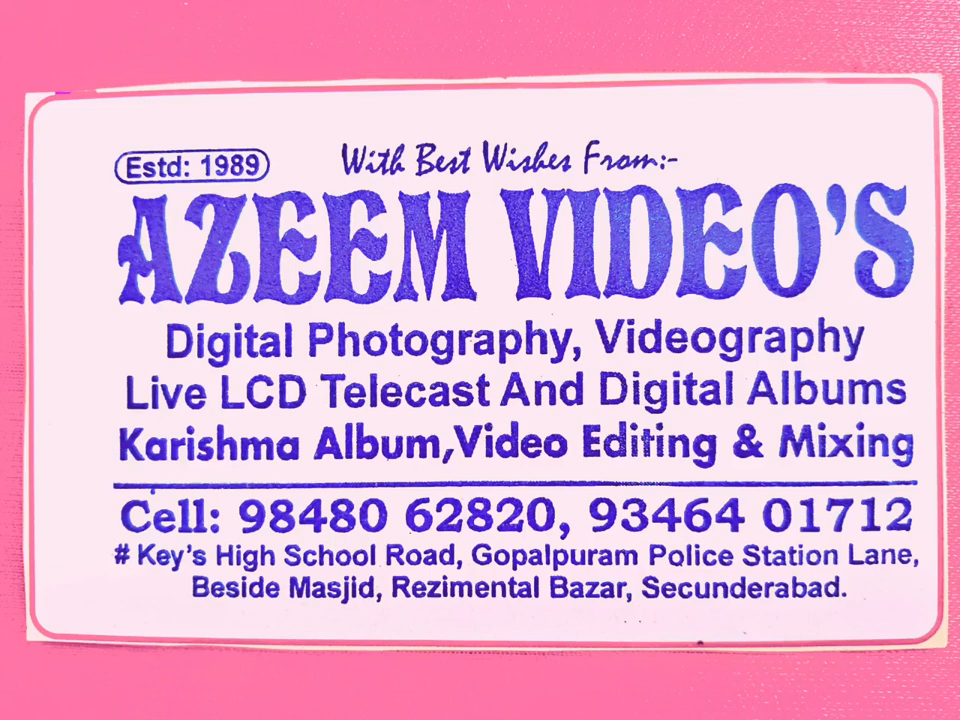 Estd: 1989
With Best Wishes From:-
AZEEM VIDEO'S
Digital Photography, Videography
Live LCD Telecast And Digital Albums
Karishma Album,Video Editing & Mixing
Cell: 98480 62820, 93464 01712
# Key's High School Road, Gopalpuram Police Station Lane,
Beside Masjid, Rezimental Bazar, Secunderabad.